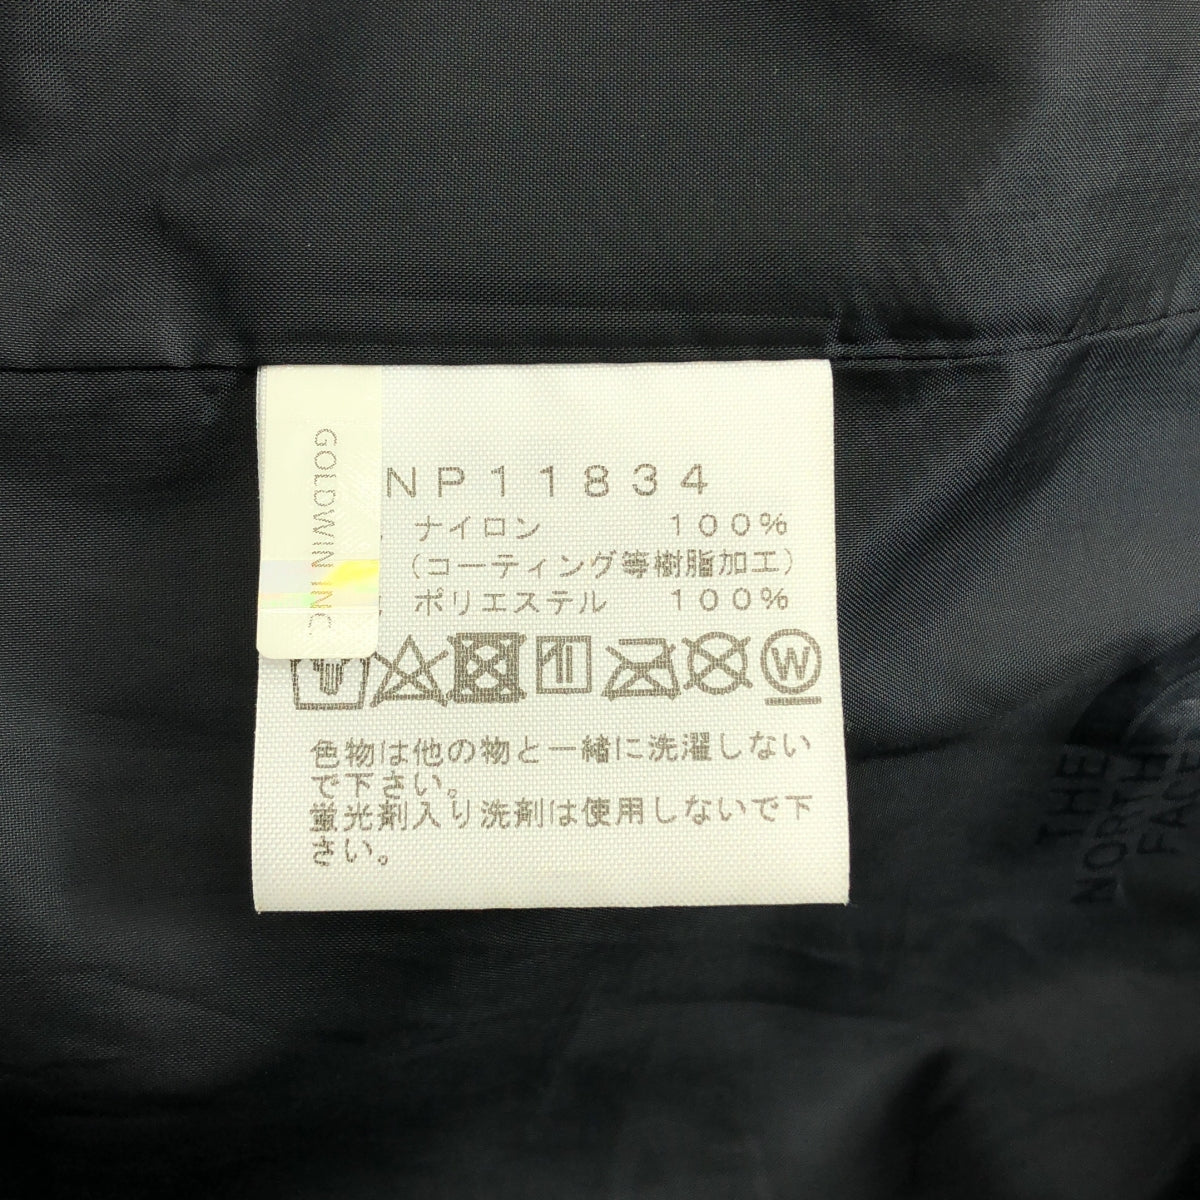 GOLDWIN INC.
NP11834
ナイロン 100%
(コーティング等樹脂加工)
ポリエステル 100%
W
色物は他の物と一緒に洗濯しない
で下さい。
蛍光剤入り洗剤は使用しないで下
さい。
THE
NORTH
FACE